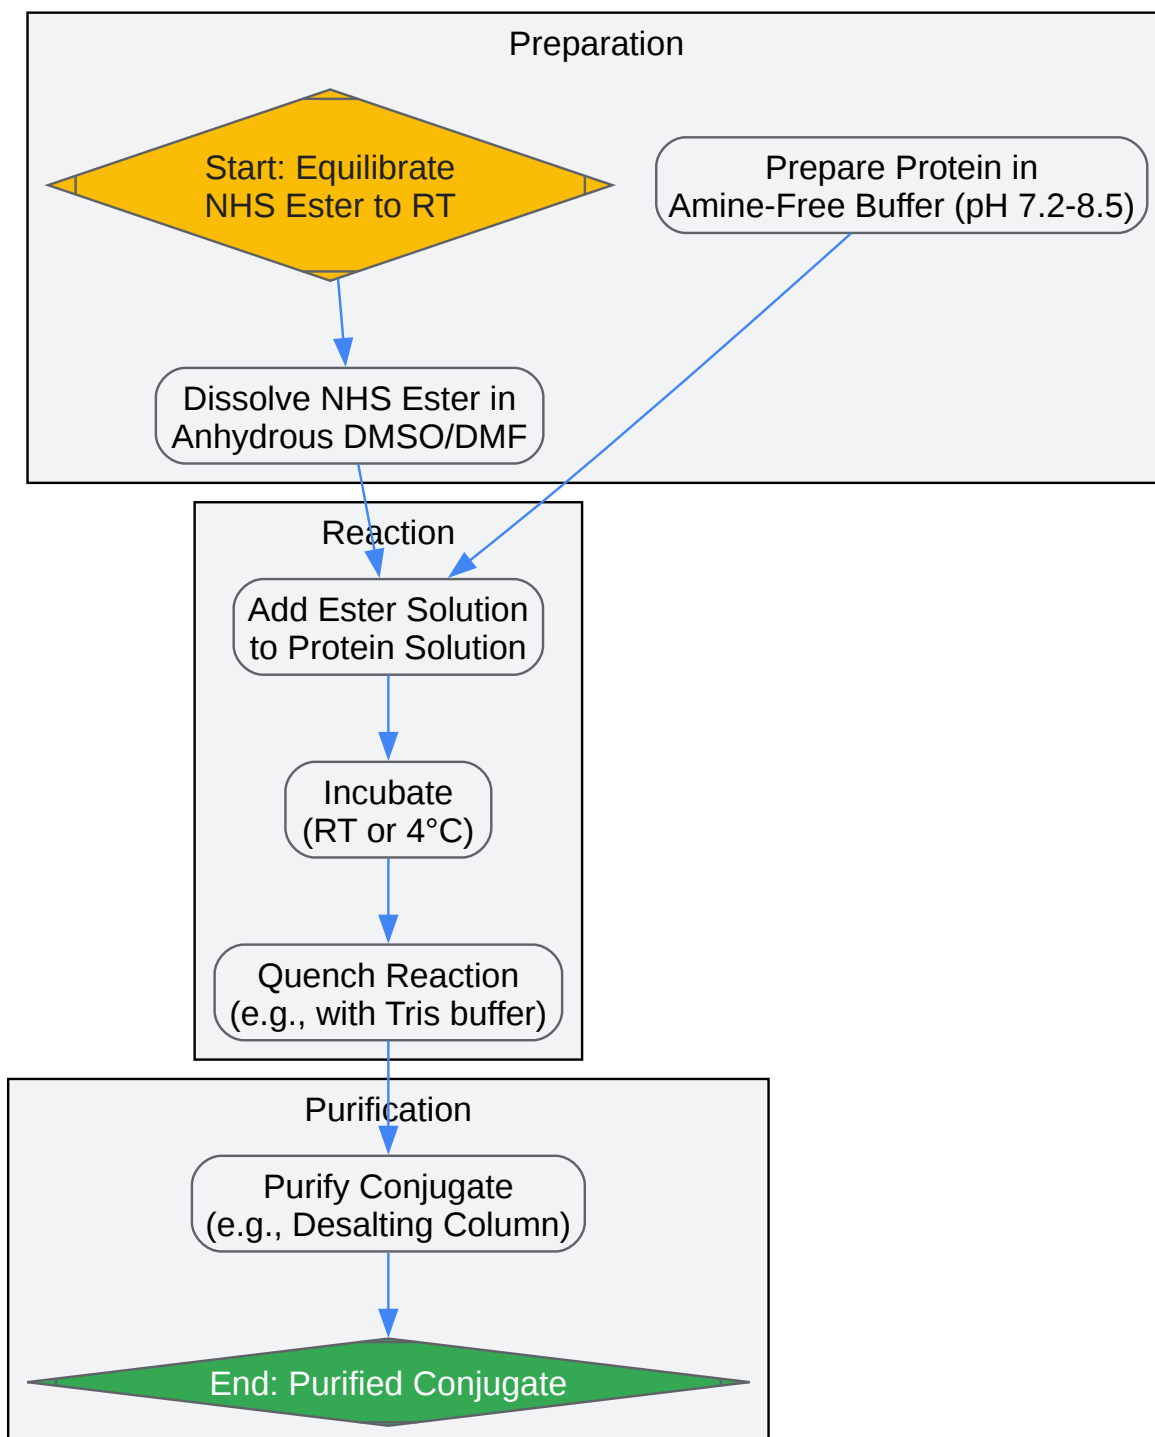 Preparation
Start: Equilibrate
NHS Ester to RT
Prepare Protein in
Amine-Free Buffer (pH 7.2-8.5)
Dissolve NHS Ester in
Anhydrous DMSO/DMF
Reaction
Add Ester Solution
to Protein Solution
Incubate
(RT or 4°C)
Quench Reaction
(e.g., with Tris buffer)
Purification
Purify Conjugate
(e.g., Desalting Column)
End: Purified Conjugate